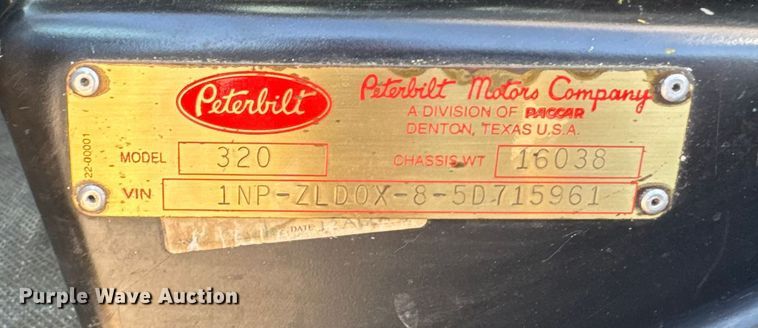 Peterbilt
Peterbilt Motors Company
A DIVISION OF PACCAR
DENTON, TEXAS U.S.A.
22-00001
MODEL 320 CHASSIS WT 16038
VIN 1NP-ZLD0X-8-5D715961
DATE
Purple Wave Auction